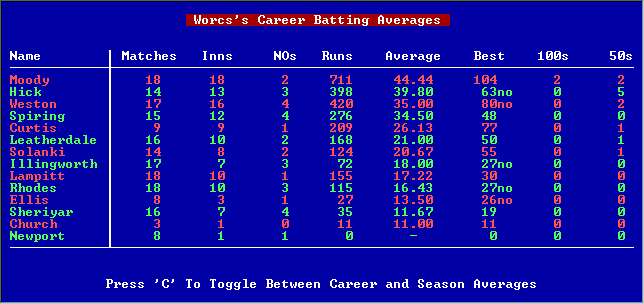 Worcs's Career Batting Averages
Name Matches Inns NOs Runs Average Best 100s 50s
Moody 18 18 2 711 44.44 104 2 2
Hick 14 13 3 398 39.80 63no 0 5
Weston 17 16 4 420 35.00 80no 0 2
Spiring 15 12 4 276 34.50 48 0 0
Curtis 9 9 1 209 26.13 77 0 1
Leatherdale 16 10 2 168 21.00 50 0 1
Solanki 14 8 2 124 20.67 55 0 1
Illingworth 17 7 3 72 18.00 27no 0 0
Lampitt 18 10 1 155 17.22 30 0 0
Rhodes 18 10 3 115 16.43 27no 0 0
Ellis 8 3 1 27 13.50 26no 0 0
Sheriyar 16 7 4 35 11.67 19 0 0
Church 3 1 0 11 11.00 11 0 0
Newport 8 1 1 0 - 0 0 0
Press 'C' To Toggle Between Career and Season Averages